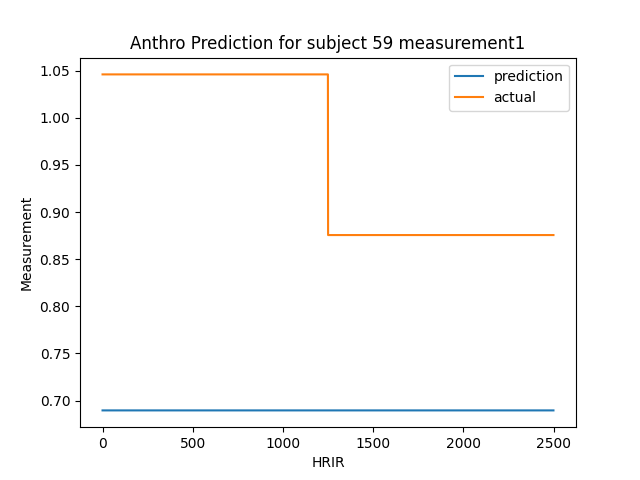 Anthro Prediction for subject 59 measurement1
prediction
actual
1.05
1.00
0.95
0.90
0.85
0.80
0.75
0.70
Measurement
0 500 1000 1500 2000 2500
HRIR